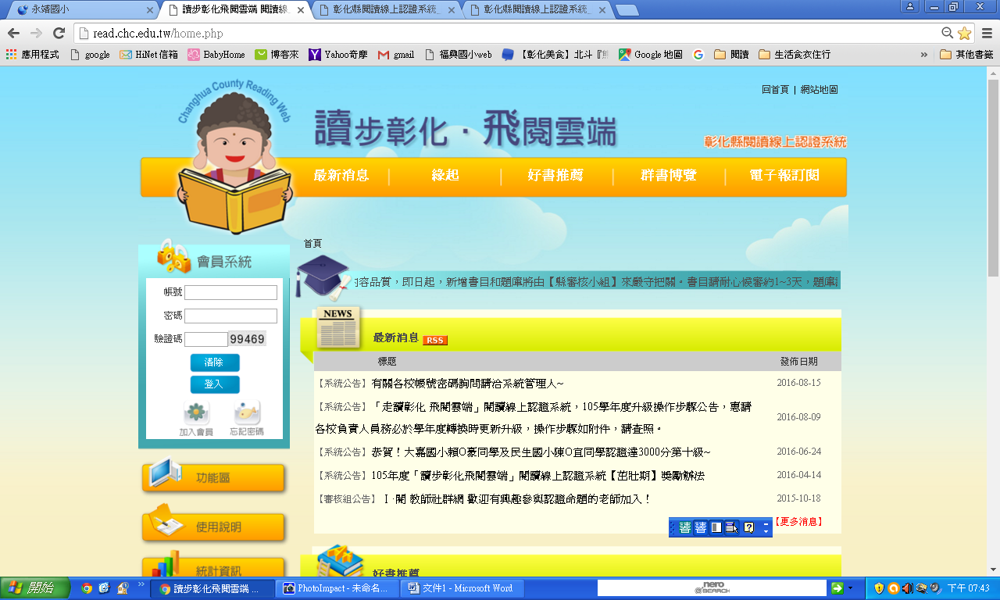 永靖國小
讀步彰化飛閱雲端 閱讀線
彰化縣閱讀線上認證系統
彰化縣閱讀線上認證系統
read.chc.edu.tw/home.php
應用程式 google HiNet信箱 BabyHome 博客來 Yahoo奇摩 gmail 福興國小web 【彰化美食】北斗 Google 地圖 閱讀 生活食衣住行 » 其他書籤
Changhua County Reading Web
回首頁 | 網站地圖
讀步彰化‧飛閱雲端
彰化縣閱讀線上認證系統
最新消息 緣起 好書推薦 群書博覽 電子報訂閱
首頁
會員系統
內容品質，即日起，新增書目和題庫將由【縣審核小組】來嚴守把關。書目請耐心候審約1~3天，題庫
帳號
密碼
驗證碼 99469
清除
登入
加入會員 忘記密碼
NEWS
最新消息 RSS
標題 發佈日期
【系統公告】有關各校帳號密碼詢問請洽系統管理人~ 2016-08-15
【系統公告】「走讀彰化 飛閱雲端」閱讀線上認證系統，105學年度升級操作步驟公告，惠請
各校負責人員務必於學年度轉換時更新升級，操作步驟如附件，請查照。 2016-08-09
【系統公告】恭賀！大嘉國小賴O豪同學及民生國小陳O宜同學認證達3000分第十級~ 2016-06-24
【系統公告】105年度「讀步彰化飛閱雲端」閱讀線上認證系統【茁壯期】獎勵辦法 2016-04-14
【審核組公告】I‧閱 教師社群網 歡迎有興趣參與認證命題的老師加入！ 2015-10-18
【更多消息】
功能區
使用說明
統計資訊
好書推薦
開始 » 讀步彰化飛閱雲端 ... PhotoImpact - 未命名... 文件1 - Microsoft Word nero SEARCH 下午 07:43